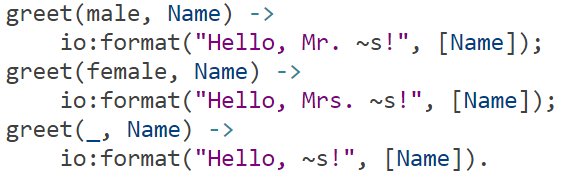 greet(male, Name) ->
    io:format("Hello, Mr. ~s!", [Name]);
greet(female, Name) ->
    io:format("Hello, Mrs. ~s!", [Name]);
greet(_, Name) ->
    io:format("Hello, ~s!", [Name]).